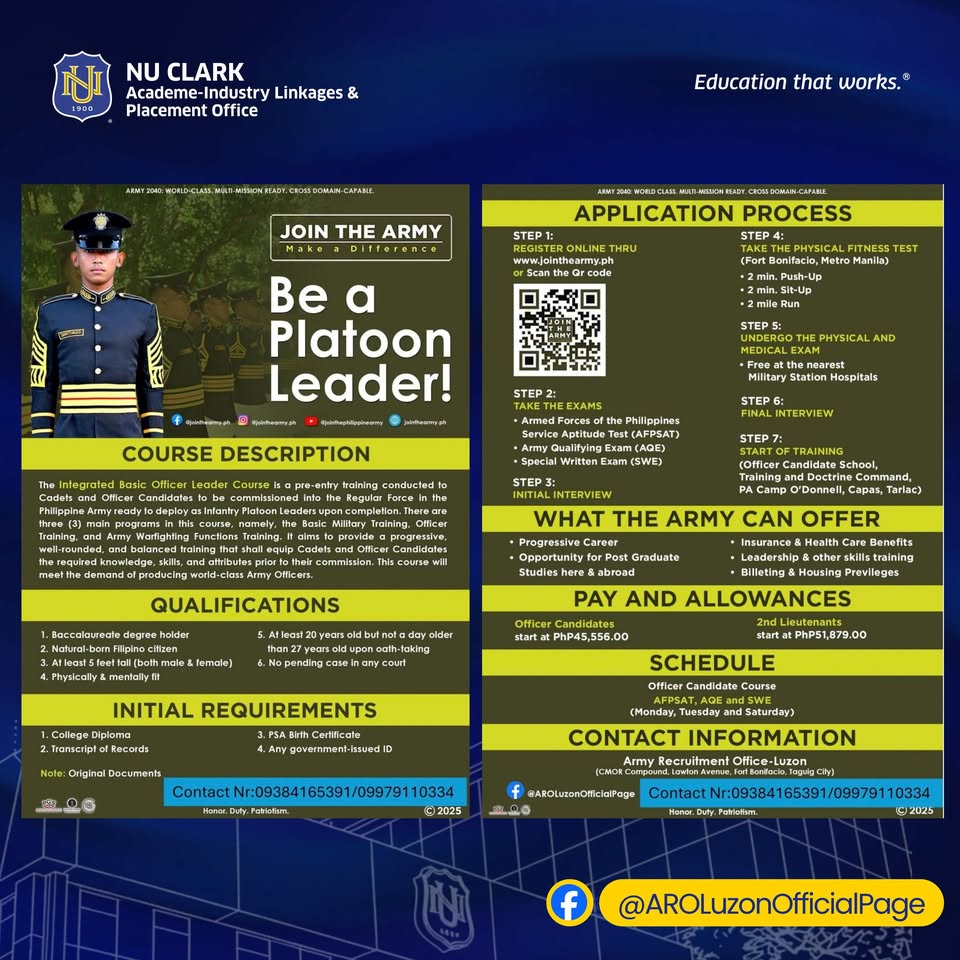 NU
1900
NU CLARK
Academe-Industry Linkages &
Placement Office
Education that works.®
ARMY 2040: WORLD-CLASS. MULTI-MISSION READY. CROSS DOMAIN-CAPABLE.
JOIN THE ARMY
Make a Difference
Be a
Platoon
Leader!
@jointhearmy.ph @jointhearmy.ph @jointhephilippinearmy jointhearmy.ph
COURSE DESCRIPTION
The Integrated Basic Officer Leader Course is a pre-entry training conducted to
Cadets and Officer Candidates to be commissioned into the Regular Force in the
Philippine Army ready to deploy as Infantry Platoon Leaders upon completion. There are
three (3) main programs in this course, namely, the Basic Military Training, Officer
Training, and Army Warfighting Functions Training. It aims to provide a progressive,
well-rounded, and balanced training that shall equip Cadets and Officer Candidates
the required knowledge, skills, and attributes prior to their commission. This course will
meet the demand of producing world-class Army Officers.
QUALIFICATIONS
1. Baccalaureate degree holder
2. Natural-born Filipino citizen
3. At least 5 feet tall (both male & female)
4. Physically & mentally fit
5. At least 20 years old but not a day older
than 27 years old upon oath-taking
6. No pending case in any court
INITIAL REQUIREMENTS
1. College Diploma
2. Transcript of Records
3. PSA Birth Certificate
4. Any government-issued ID
Note: Original Documents
Contact Nr:09384165391/09979110334
Honor. Duty. Patriotism.
© 2025
ARMY 2040: WORLD CLASS. MULTI-MISSION READY. CROSS DOMAIN-CAPABLE.
APPLICATION PROCESS
STEP 1:
REGISTER ONLINE THRU
www.jointhearmy.ph
or Scan the Qr code
JOIN
THE
ARMY
STEP 2:
TAKE THE EXAMS
• Armed Forces of the Philippines
Service Aptitude Test (AFPSAT)
• Army Qualifying Exam (AQE)
• Special Written Exam (SWE)
STEP 3:
INITIAL INTERVIEW
STEP 4:
TAKE THE PHYSICAL FITNESS TEST
(Fort Bonifacio, Metro Manila)
• 2 min. Push-Up
• 2 min. Sit-Up
• 2 mile Run
STEP 5:
UNDERGO THE PHYSICAL AND
MEDICAL EXAM
• Free at the nearest
Military Station Hospitals
STEP 6:
FINAL INTERVIEW
STEP 7:
START OF TRAINING
(Officer Candidate School,
Training and Doctrine Command,
PA Camp O'Donnell, Capas, Tarlac)
WHAT THE ARMY CAN OFFER
• Progressive Career
• Opportunity for Post Graduate
Studies here & abroad
• Insurance & Health Care Benefits
• Leadership & other skills training
• Billeting & Housing Previleges
PAY AND ALLOWANCES
Officer Candidates
start at PhP45,556.00
2nd Lieutenants
start at PhP51,879.00
SCHEDULE
Officer Candidate Course
AFPSAT, AQE and SWE
(Monday, Tuesday and Saturday)
CONTACT INFORMATION
Army Recruitment Office-Luzon
(CMOR Compound, Lawton Avenue, Fort Bonifacio, Taguig City)
@AROLuzonOfficialPage
Contact Nr:09384165391/09979110334
Honor. Duty. Patriotism.
© 2025
@AROLuzonOfficialPage